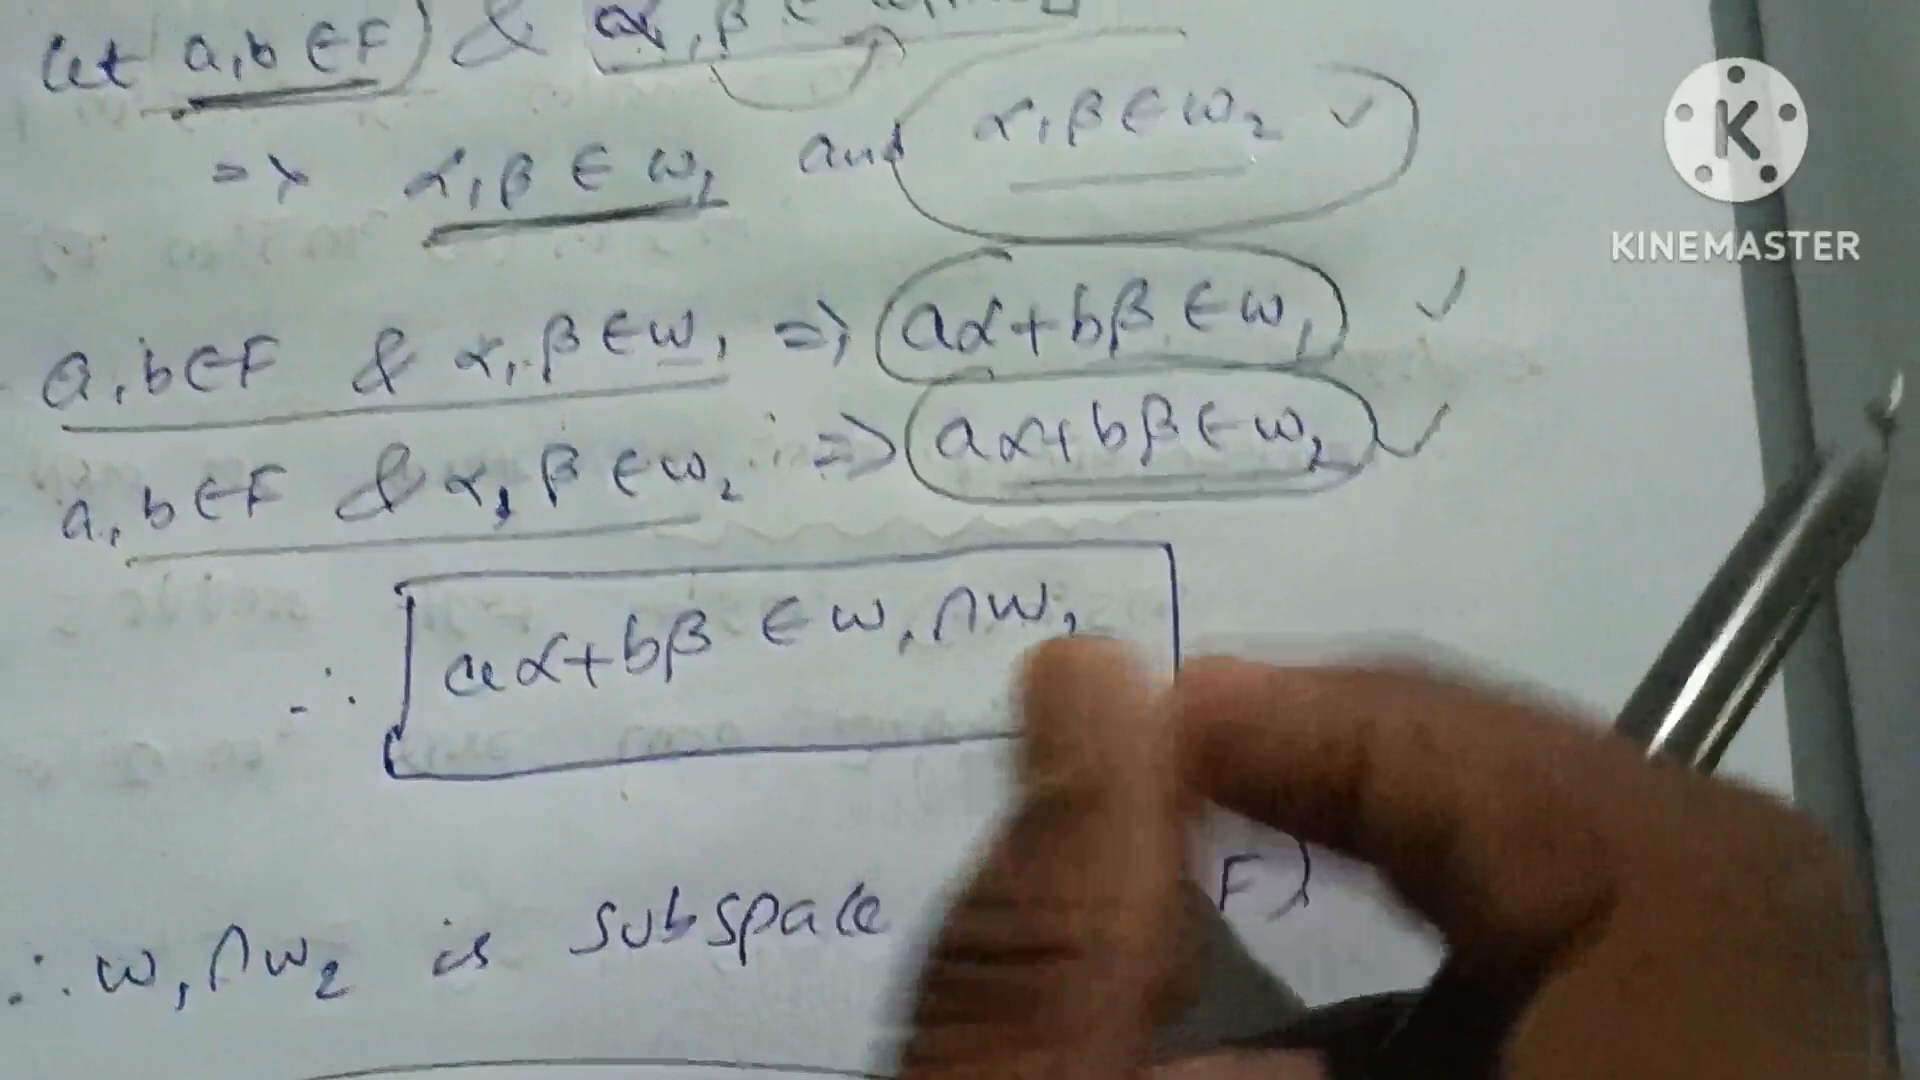 let a,b ∈ F & α, β ∈
=> α, β ∈ w₁ and α, β ∈ w₂ ✓
a, b ∈ F & α, β ∈ w₁ => aα+bβ ∈ w₁ ✓
a, b ∈ F & α, β ∈ w₂ => aα+bβ ∈ w₂ ✓
∴ aα+bβ ∈ w₁∩w₂
∴ w₁∩w₂ is subspace F)
K
KINEMASTER